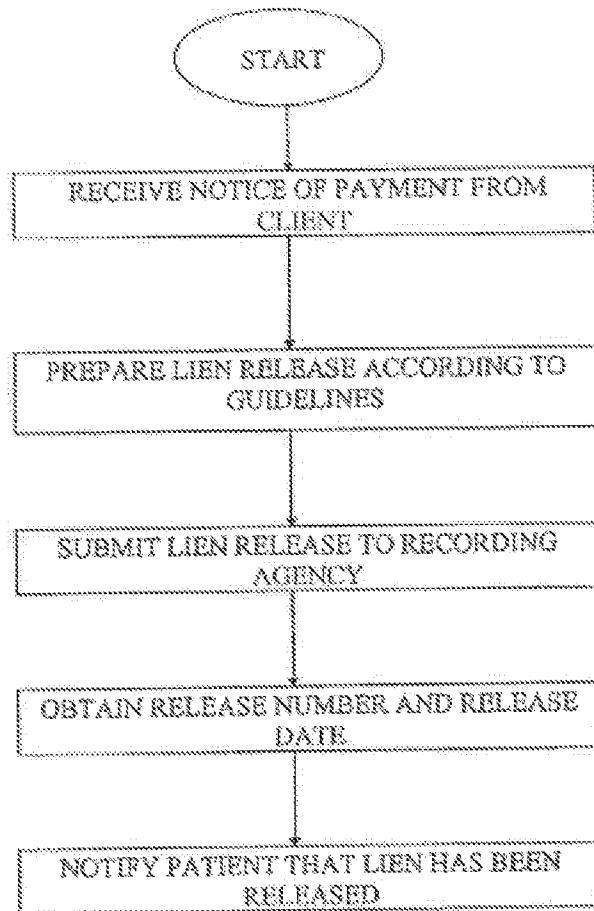 START
RECEIVE NOTICE OF PAYMENT FROM
CLIENT
PREPARE LIEN RELEASE ACCORDING TO
GUIDELINES
SUBMIT LIEN RELEASE TO RECORDING
AGENCY
OBTAIN RELEASE NUMBER AND RELEASE
DATE
NOTIFY PATIENT THAT LIEN HAS BEEN
RELEASED